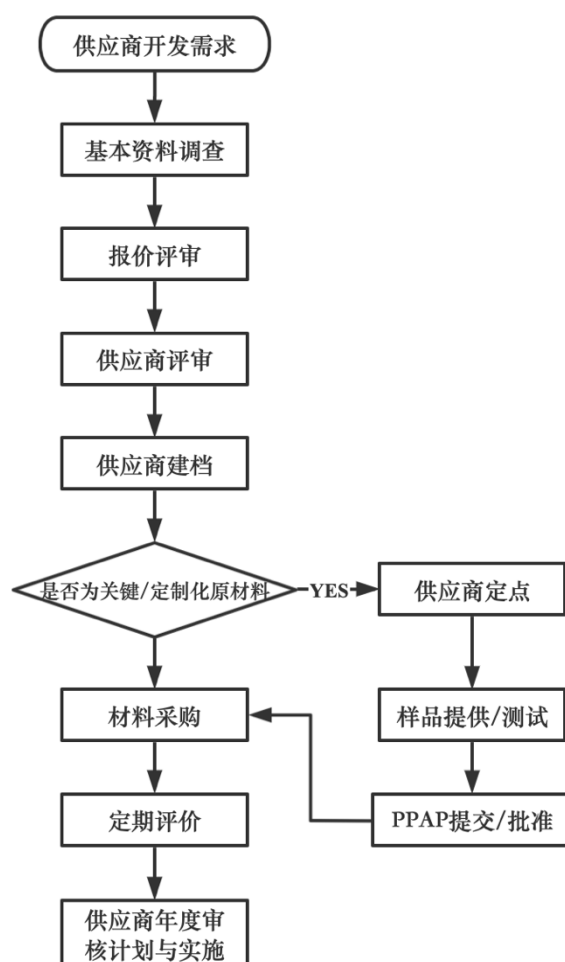 供应商开发需求
基本资料调查
报价评审
供应商评审
供应商建档
是否为关键/定制化原材料
YES
供应商定点
材料采购
样品提供/测试
定期评价
PPAP提交/批准
供应商年度审
核计划与实施